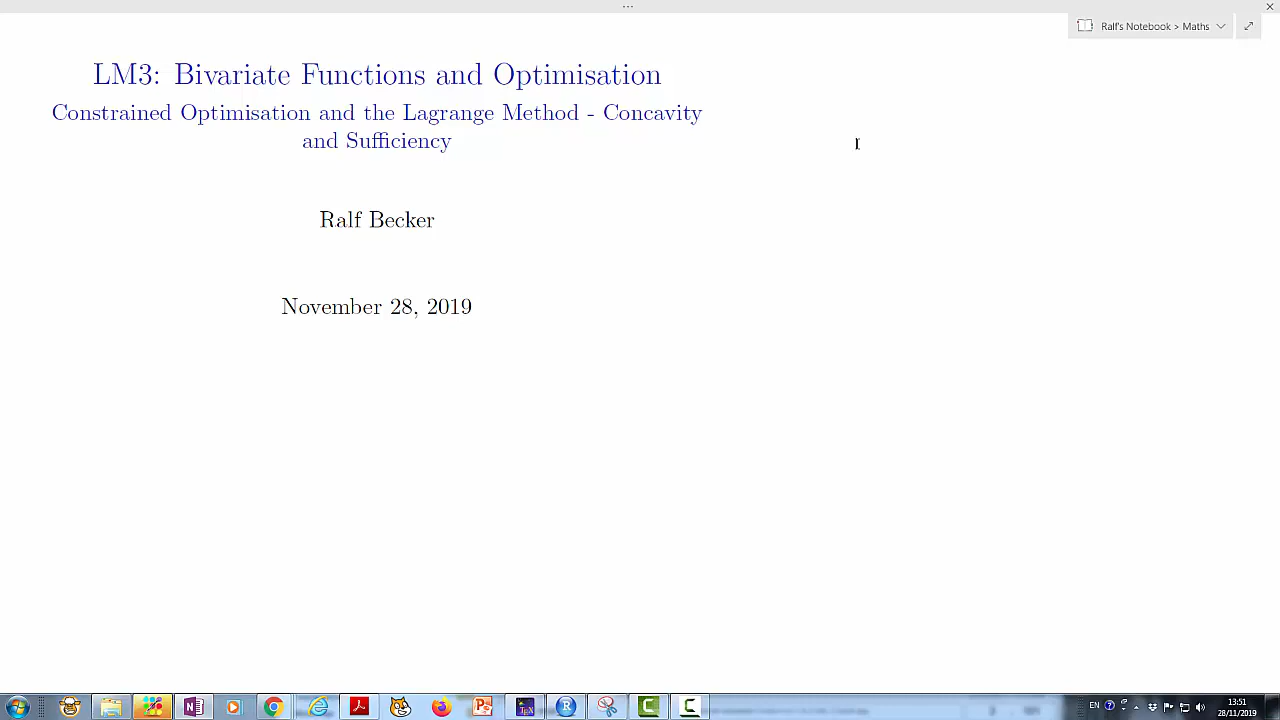 Ralf's Notebook > Maths
LM3: Bivariate Functions and Optimisation
Constrained Optimisation and the Lagrange Method - Concavity
and Sufficiency
Ralf Becker
November 28, 2019
EN
13:51
28/11/2019